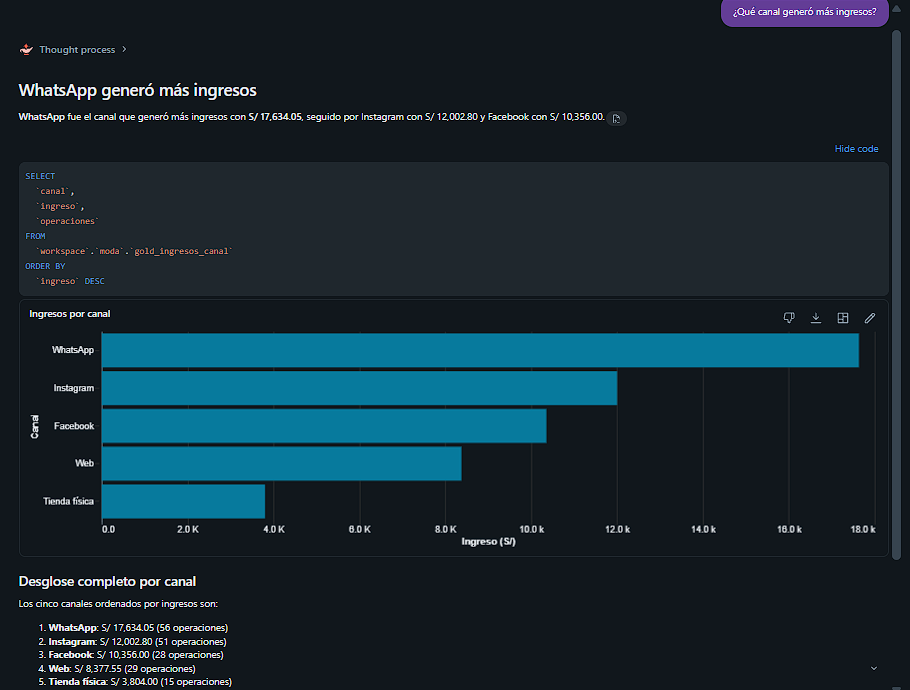 ¿Qué canal generó más ingresos?
Thought process
WhatsApp generó más ingresos
WhatsApp fue el canal que generó más ingresos con S/ 17,634.05, seguido por Instagram con S/ 12,002.80 y Facebook con S/ 10,356.00.
Hide code
SELECT
`canal`,
`ingreso`,
`operaciones`
FROM
`workspace`.`moda`.`gold_ingresos_canal`
ORDER BY
`ingreso` DESC
Ingresos por canal
WhatsApp
Instagram
Facebook
Web
Tienda física
Canal
0.0 2.0 K 4.0 K 6.0 K 8.0 K 10.0 k 12.0 k 14.0 k 16.0 k 18.0 k
Ingreso (S/)
Desglose completo por canal
Los cinco canales ordenados por ingresos son:
1. WhatsApp: S/ 17,634.05 (56 operaciones)
2. Instagram: S/ 12,002.80 (51 operaciones)
3. Facebook: S/ 10,356.00 (28 operaciones)
4. Web: S/ 8,377.55 (29 operaciones)
5. Tienda física: S/ 3,804.00 (15 operaciones)